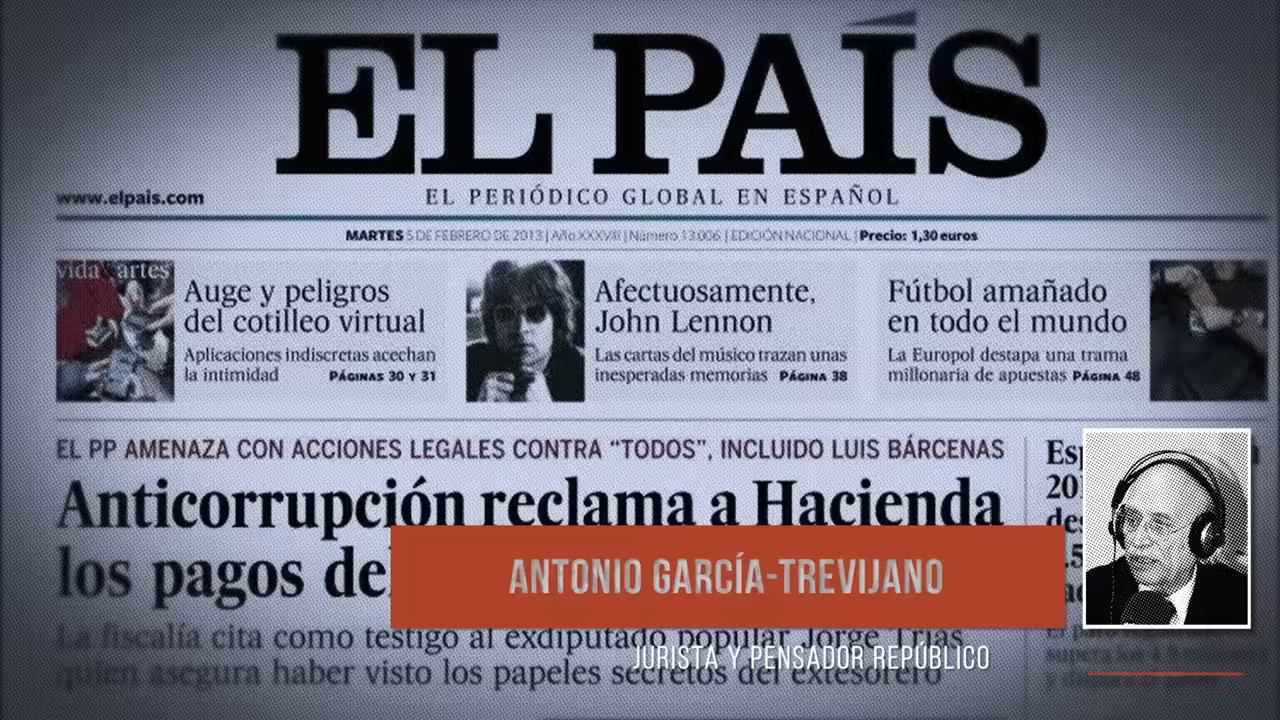 EL PAÍS
www.elpais.com
EL PERIÓDICO GLOBAL EN ESPAÑOL
MARTES 5 DE FEBRERO DE 2013 | Año XXXVIII | Número 13.006 | EDICIÓN NACIONAL | Precio: 1,30 euros
vida & artes
Auge y peligros
del cotilleo virtual
Aplicaciones indiscretas acechan
la intimidad PÁGINAS 30 Y 31
Afectuosamente,
John Lennon
Las cartas del músico trazan unas
inesperadas memorias PÁGINA 38
Fútbol amañado
en todo el mundo
La Europol destapa una trama
millonaria de apuestas PÁGINA 48
EL PP AMENAZA CON ACCIONES LEGALES CONTRA “TODOS”, INCLUIDO LUIS BÁRCENAS
Anticorrupción reclama a Hacienda
los pagos de
La fiscalía cita como testigo al exdiputado popular Jorge Trías,
quien asegura haber visto los papeles secretos del extesorero
ANTONIO GARCÍA-TREVIJANO
JURISTA Y PENSADOR REPÚBLICO